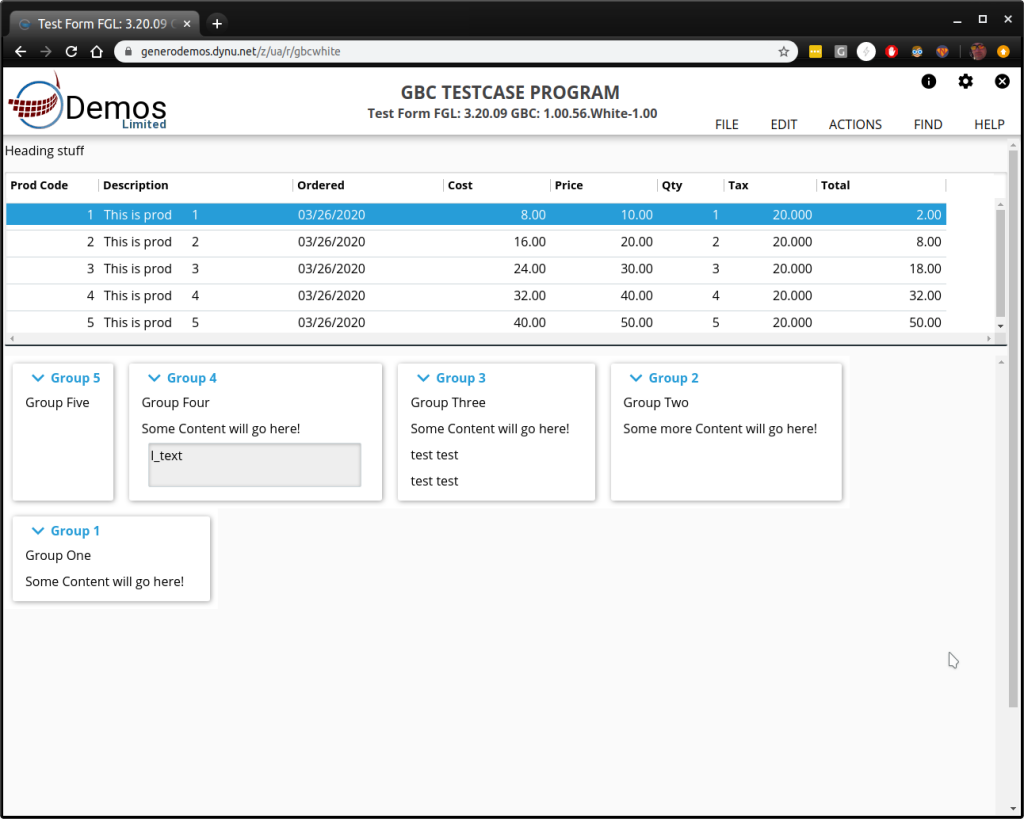 Test Form FGL: 3.20.09
generodemos.dynu.net/z/ua/r/gbcwhite
Demos
Limited
GBC TESTCASE PROGRAM
Test Form FGL: 3.20.09 GBC: 1.00.56.White-1.00
FILE EDIT ACTIONS FIND HELP
Heading stuff
Prod Code Description Ordered Cost Price Qty Tax Total
1 This is prod 1 03/26/2020 8.00 10.00 1 20.000 2.00
2 This is prod 2 03/26/2020 16.00 20.00 2 20.000 8.00
3 This is prod 3 03/26/2020 24.00 30.00 3 20.000 18.00
4 This is prod 4 03/26/2020 32.00 40.00 4 20.000 32.00
5 This is prod 5 03/26/2020 40.00 50.00 5 20.000 50.00
Group 5
Group Five
Group 4
Group Four
Some Content will go here!
l_text
Group 3
Group Three
Some Content will go here!
test test
test test
Group 2
Group Two
Some more Content will go here!
Group 1
Group One
Some Content will go here!